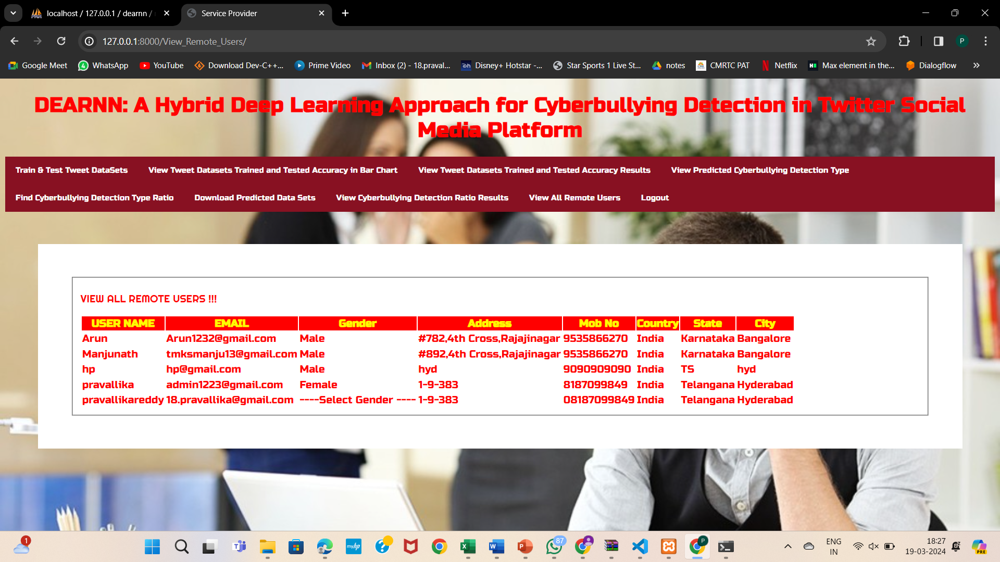 localhost / 127.0.0.1 / dearnn /
Service Provider
127.0.0.1:8000/View_Remote_Users/
P
Google Meet
4 WhatsApp
YouTube
Download Dev-C++...
Prime Video
Inbox (2) - 18.praval...
Disney+ Hotstar -...
Star Sports 1 Live St...
notes
CMRTC PAT
Netflix
Max element in the...
Dialogflow
DEARNN: A Hybrid Deep Learning Approach for Cyberbullying Detection in Twitter Social
Media Platform
Train & Test Tweet DataSets View Tweet Datasets Trained and Tested Accuracy in Bar Chart View Tweet Datasets Trained and Tested Accuracy Results View Predicted Cyberbullying Detection Type
Find Cyberbullying Detection Type Ratio Download Predicted Data Sets View Cyberbullying Detection Ratio Results View All Remote Users Logout
VIEW ALL REMOTE USERS !!!
USER NAME EMAIL Gender Address Mob No Country State City
Arun Arun1232@gmail.com Male #782,4th Cross,Rajajinagar 9535866270 India Karnataka Bangalore
Manjunath tmksmanju13@gmail.com Male #892,4th Cross,Rajajinagar 9535866270 India Karnataka Bangalore
hp hp@gmail.com Male hyd 9090909090 India TS hyd
pravallika admin1223@gmail.com Female 1-9-383 8187099849 India Telangana Hyderabad
pravallikareddy 18.pravallika@gmail.com ----Select Gender ---- 1-9-383 08187099849 India Telangana Hyderabad
1
myhp
87
P
ENG
IN
18:27
19-03-2024
PRE